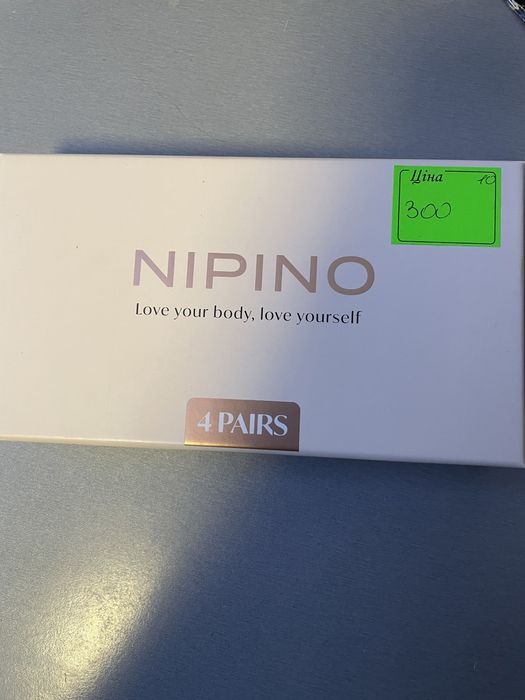 Ціна 10
300
NIPINO
Love your body, love yourself
4 PAIRS